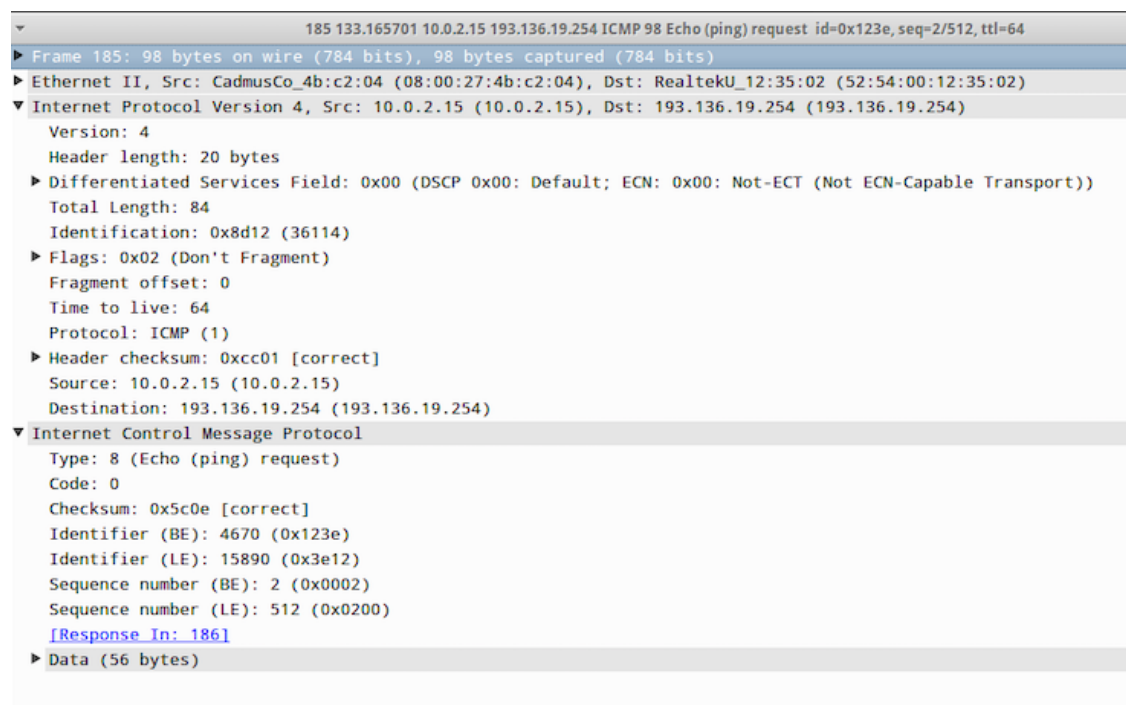 185 133.165701 10.0.2.15 193.136.19.254 ICMP 98 Echo (ping) request id=0x123e, seq=2/512, ttl=64
Frame 185: 98 bytes on wire (784 bits), 98 bytes captured (784 bits)
Ethernet II, Src: CadmusCo_4b:c2:04 (08:00:27:4b:c2:04), Dst: RealtekU_12:35:02 (52:54:00:12:35:02)
Internet Protocol Version 4, Src: 10.0.2.15 (10.0.2.15), Dst: 193.136.19.254 (193.136.19.254)
Version: 4
Header length: 20 bytes
Differentiated Services Field: 0x00 (DSCP 0x00: Default; ECN: 0x00: Not-ECT (Not ECN-Capable Transport))
Total Length: 84
Identification: 0x8d12 (36114)
Flags: 0x02 (Don't Fragment)
Fragment offset: 0
Time to live: 64
Protocol: ICMP (1)
Header checksum: 0xcc01 [correct]
Source: 10.0.2.15 (10.0.2.15)
Destination: 193.136.19.254 (193.136.19.254)
Internet Control Message Protocol
Type: 8 (Echo (ping) request)
Code: 0
Checksum: 0x5c0e [correct]
Identifier (BE): 4670 (0x123e)
Identifier (LE): 15890 (0x3e12)
Sequence number (BE): 2 (0x0002)
Sequence number (LE): 512 (0x0200)
[Response In: 186]
Data (56 bytes)